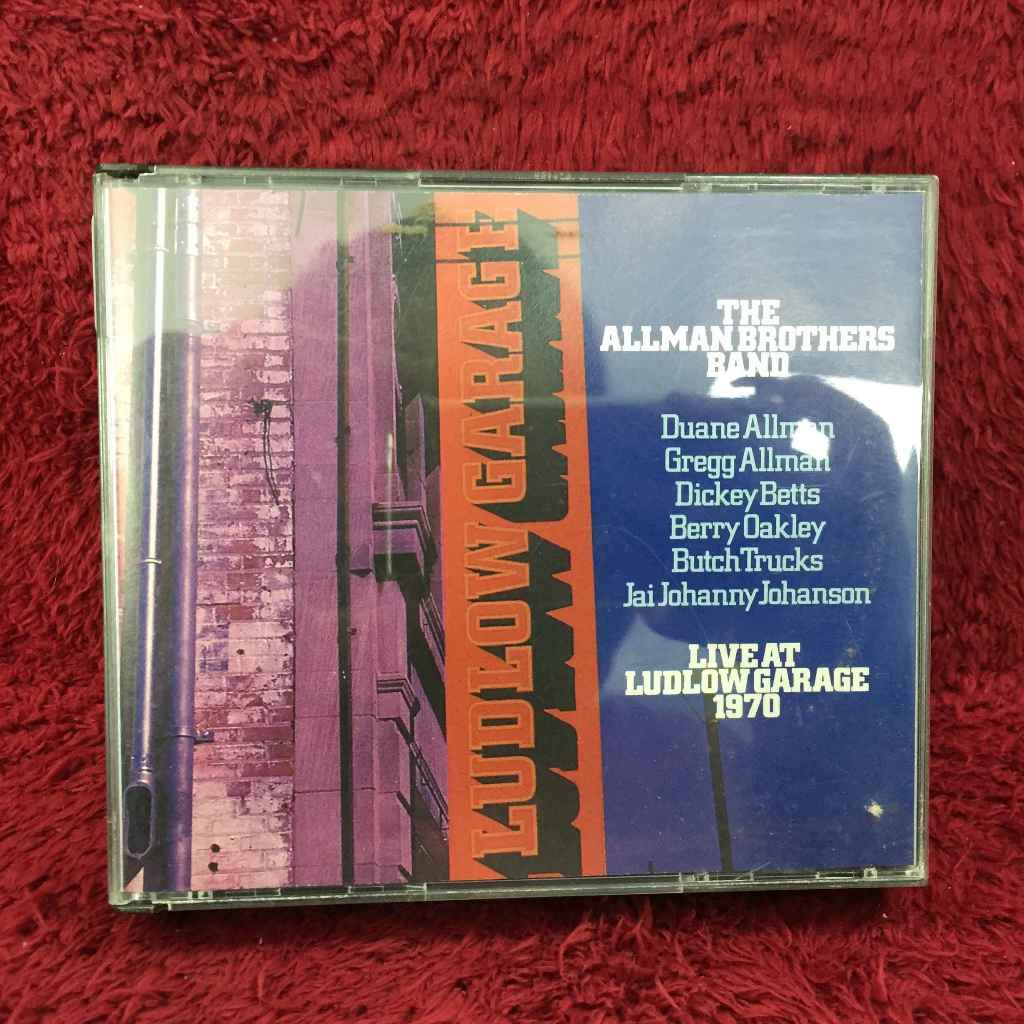 LUDLOW GARAGE
THE
ALLMAN BROTHERS
BAND
Duane Allman
Gregg Allman
Dickey Betts
Berry Oakley
Butch Trucks
Jai Johanny Johanson
LIVE AT
LUDLOW GARAGE
1970